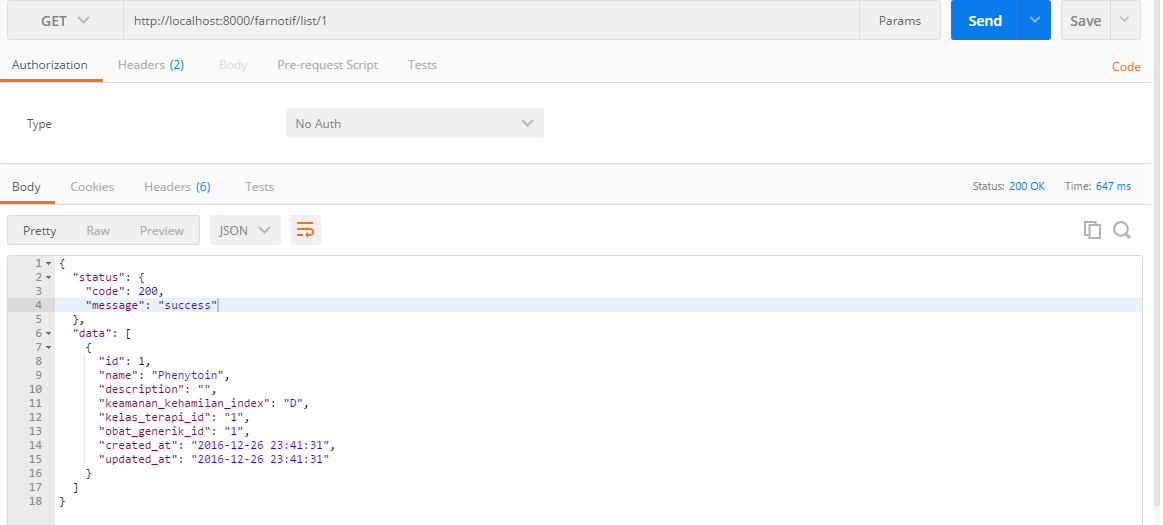 GET http://localhost:8000/farnotif/list/1 Params Send Save
Authorization Headers (2) Body Pre-request Script Tests Code
Type No Auth
Body Cookies Headers (6) Tests Status: 200 OK Time: 647 ms
Pretty Raw Preview JSON
1 {
2 "status": {
3 "code": 200,
4 "message": "success"
5 },
6 "data": [
7 {
8 "id": 1,
9 "name": "Phenytoin",
10 "description": "",
11 "keamanan_kehamilan_index": "D",
12 "kelas_terapi_id": "1",
13 "obat_generik_id": "1",
14 "created_at": "2016-12-26 23:41:31",
15 "updated_at": "2016-12-26 23:41:31"
16 }
17 ]
18 }